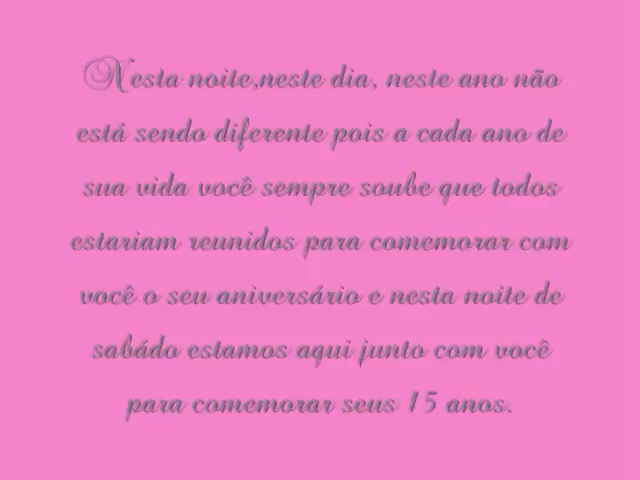 Nesta noite,neste dia, neste ano não
está sendo diferente pois a cada ano de
sua vida você sempre soube que todos
estariam reunidos para comemorar com
você o seu aniversário e nesta noite de
sabádo estamos aqui junto com você
para comemorar seus 15 anos.